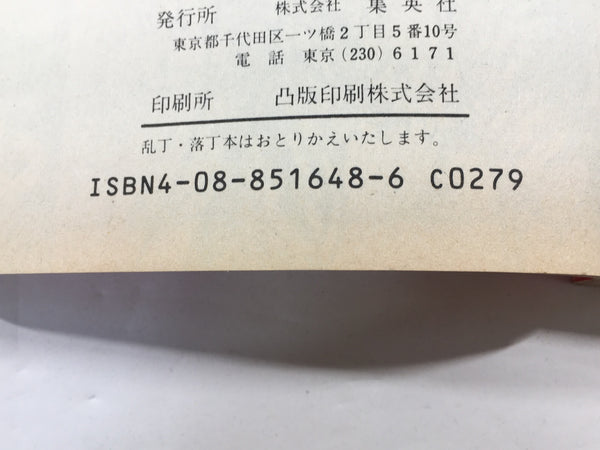 発行所 株式会社 集英社
東京都千代田区一ツ橋2丁目5番10号
電話 東京(230)6171
印刷所 凸版印刷株式会社
乱丁・落丁本はおとりかえいたします。
ISBN4-08-851648-6 C0279